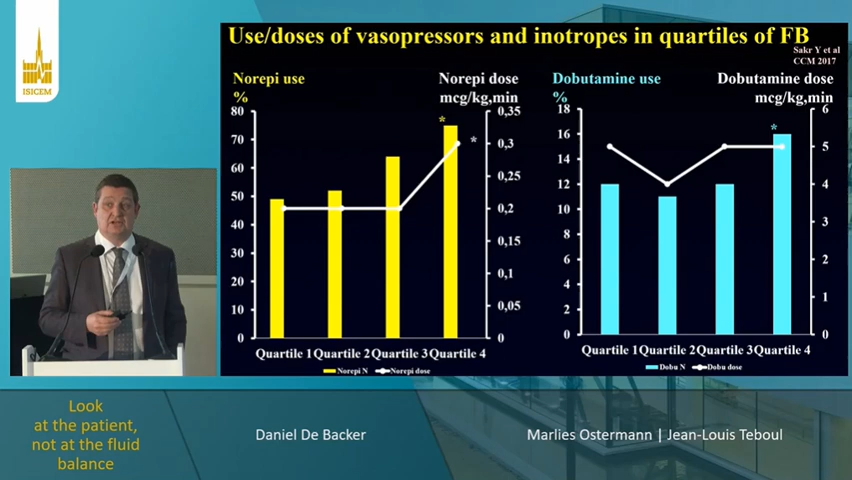 ISICEM
Use/doses of vasopressors and inotropes in quartiles of FB
Sakr Y et al
CCM 2017
Norepi use
%
Norepi dose
mcg/kg,min
80
70
60
50
40
30
20
10
0
*
*
0,35
0,3
0,25
0,2
0,15
0,1
0,05
0
Quartile 1 Quartile 2 Quartile 3 Quartile 4
Norepi N Norepi dose
Dobutamine use
%
Dobutamine dose
mcg/kg,min
18
16
14
12
10
8
6
4
2
0
*
6
5
4
3
2
1
0
Quartile 1 Quartile 2 Quartile 3 Quartile 4
Dobu N Dobu dose
Look
at the patient,
not at the fluid
balance
Daniel De Backer
Marlies Ostermann | Jean-Louis Teboul